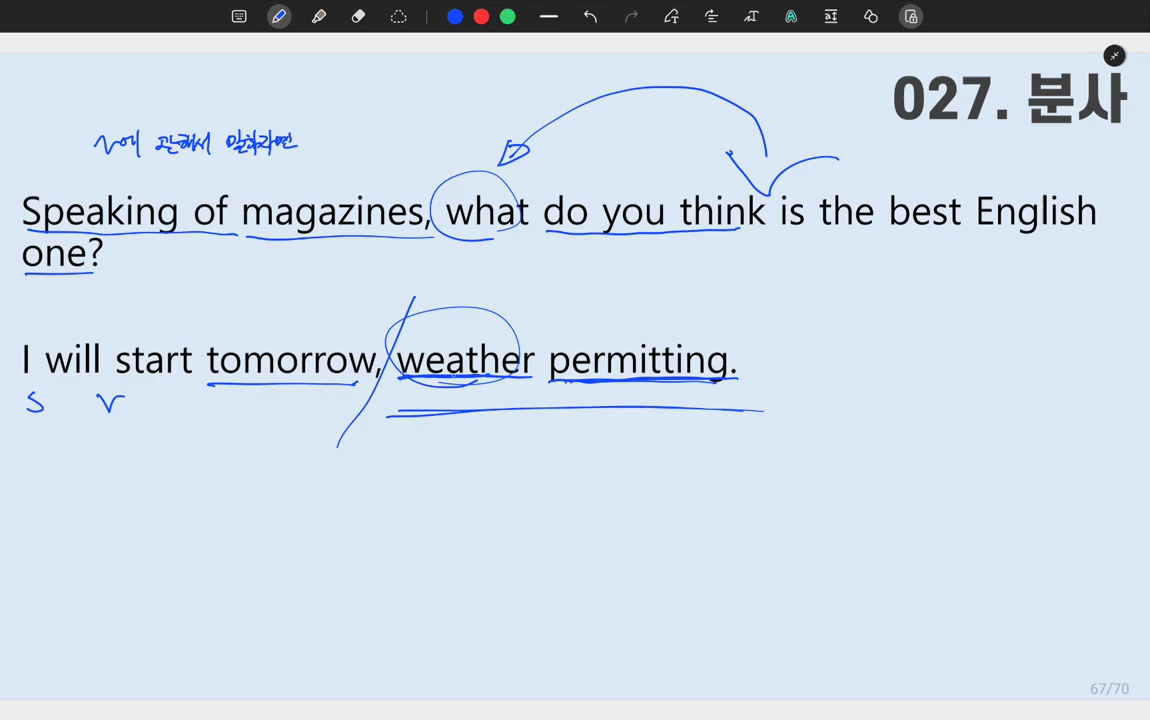 027. 분사
~에 관해서 말하자면
Speaking of magazines, what do you think is the best English
one?
I will start tomorrow, weather permitting.
S V
67/70